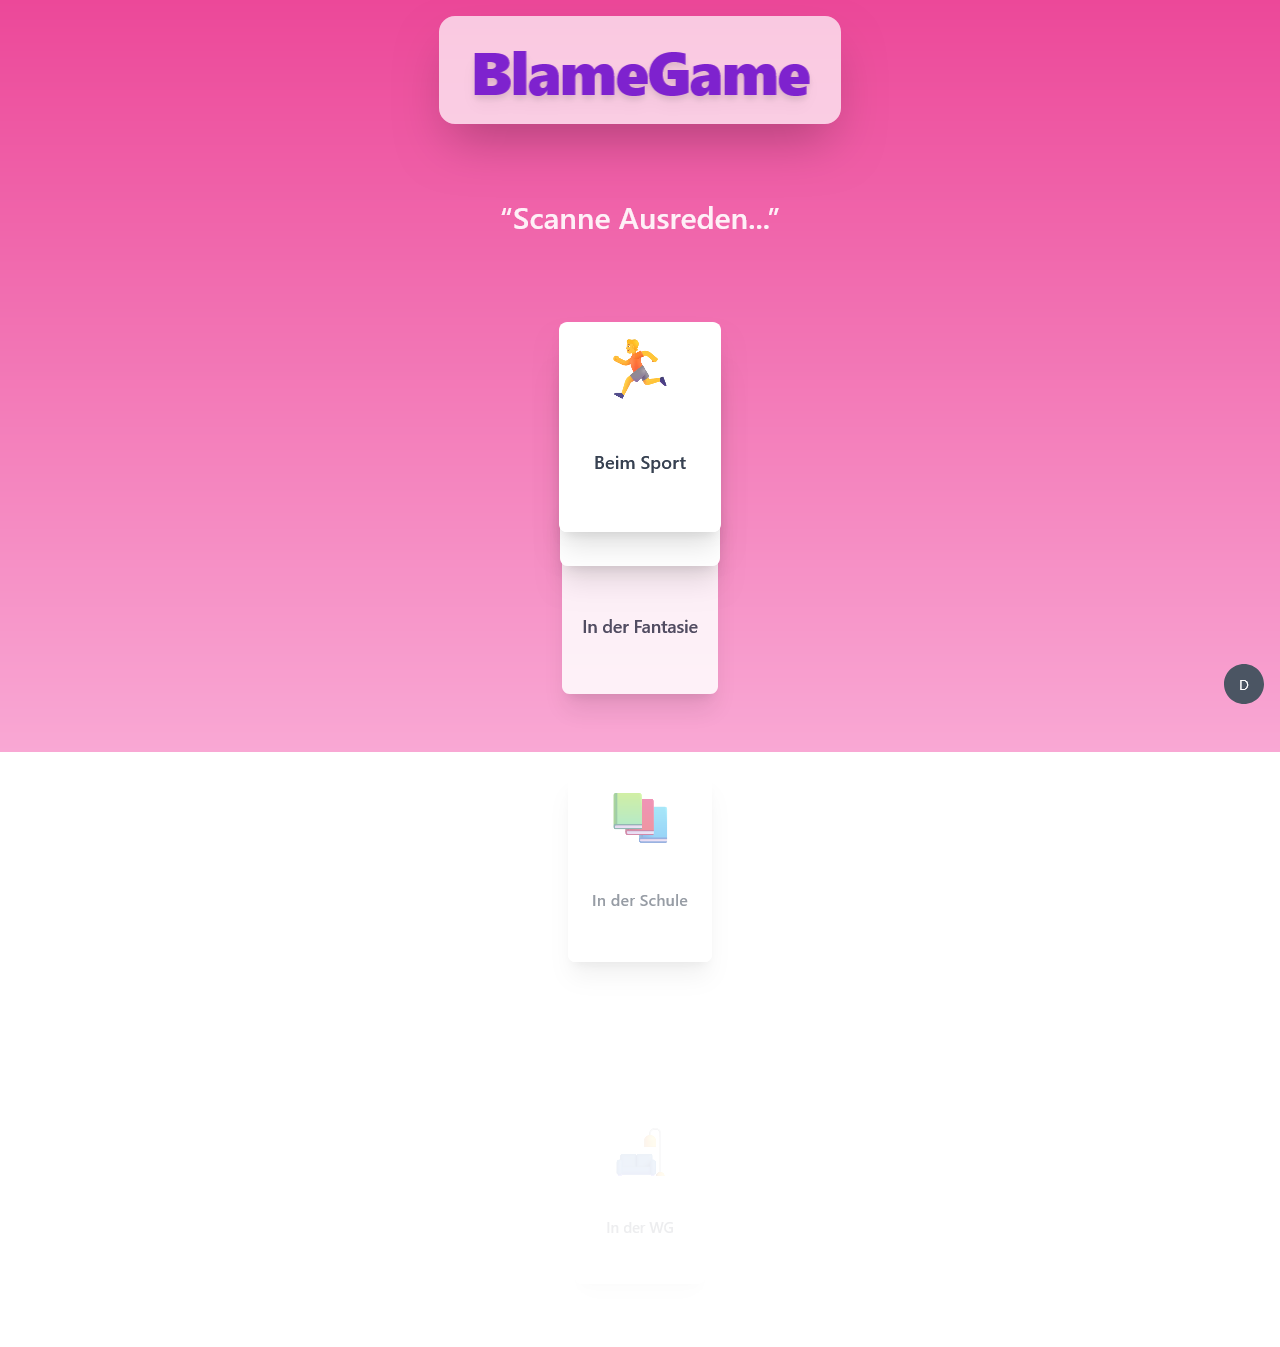 BlameGame
“Scanne Ausreden...”
Beim Sport
In der Fantasie
D
In der Schule
In der WG